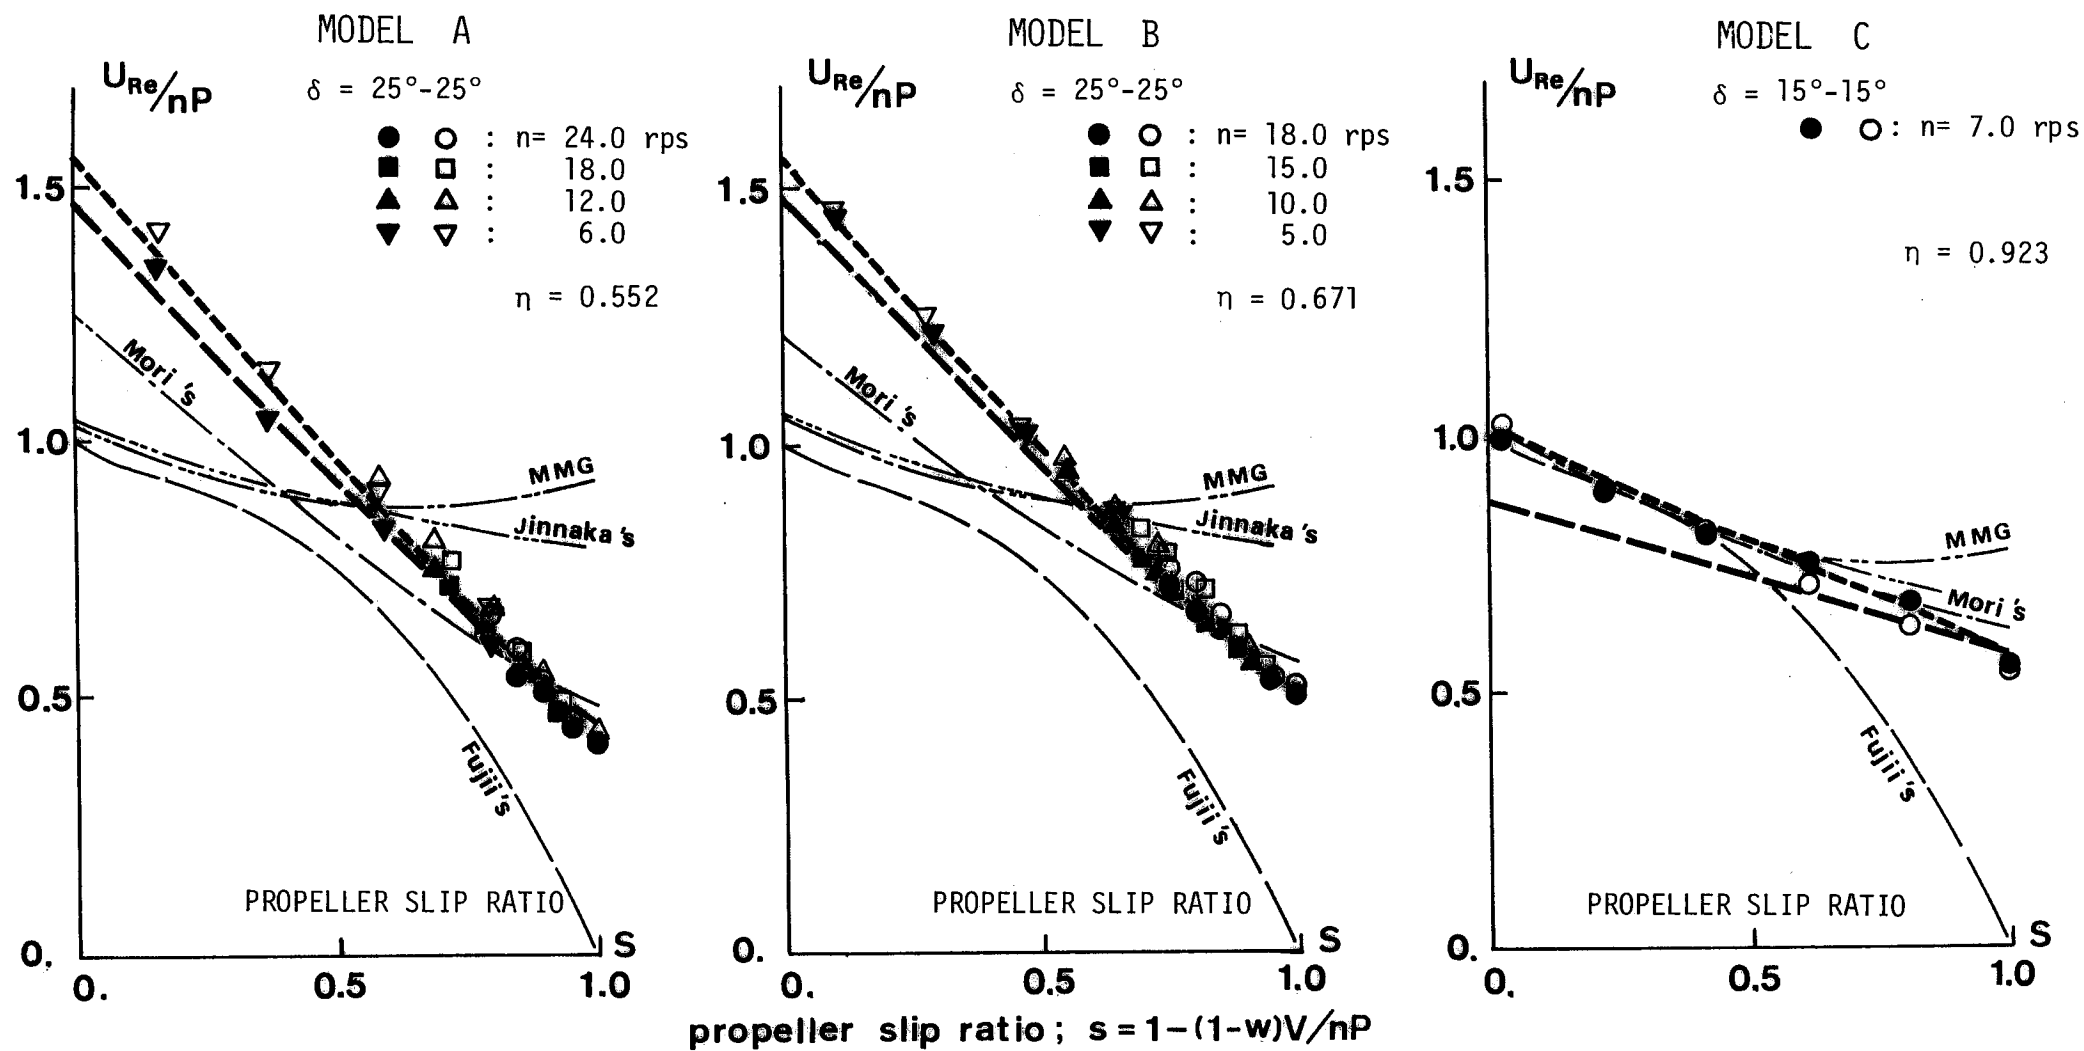 MODEL A
U_Re/nP
δ = 25°-25°
● ○ : n= 24.0 rps
■ □ : 18.0
▲ △ : 12.0
▼ ▽ : 6.0
η = 0.552
1.5
1.0
0.5
0.
Mori's
MMG
Jinnaka's
Fujii's
PROPELLER SLIP RATIO
S
0.
0.5
1.0
MODEL B
U_Re/nP
δ = 25°-25°
● ○ : n= 18.0 rps
■ □ : 15.0
▲ △ : 10.0
▼ ▽ : 5.0
η = 0.671
1.5
1.0
0.5
0.
Mori's
MMG
Jinnaka's
Fujii's
PROPELLER SLIP RATIO
S
0.
0.5
1.0
MODEL C
U_Re/nP
δ = 15°-15°
● ○ : n= 7.0 rps
η = 0.923
1.5
1.0
0.5
0.
MMG
Mori's
Fujii's
PROPELLER SLIP RATIO
S
0.
0.5
1.0
propeller slip ratio; s=1-(1-w)V/nP